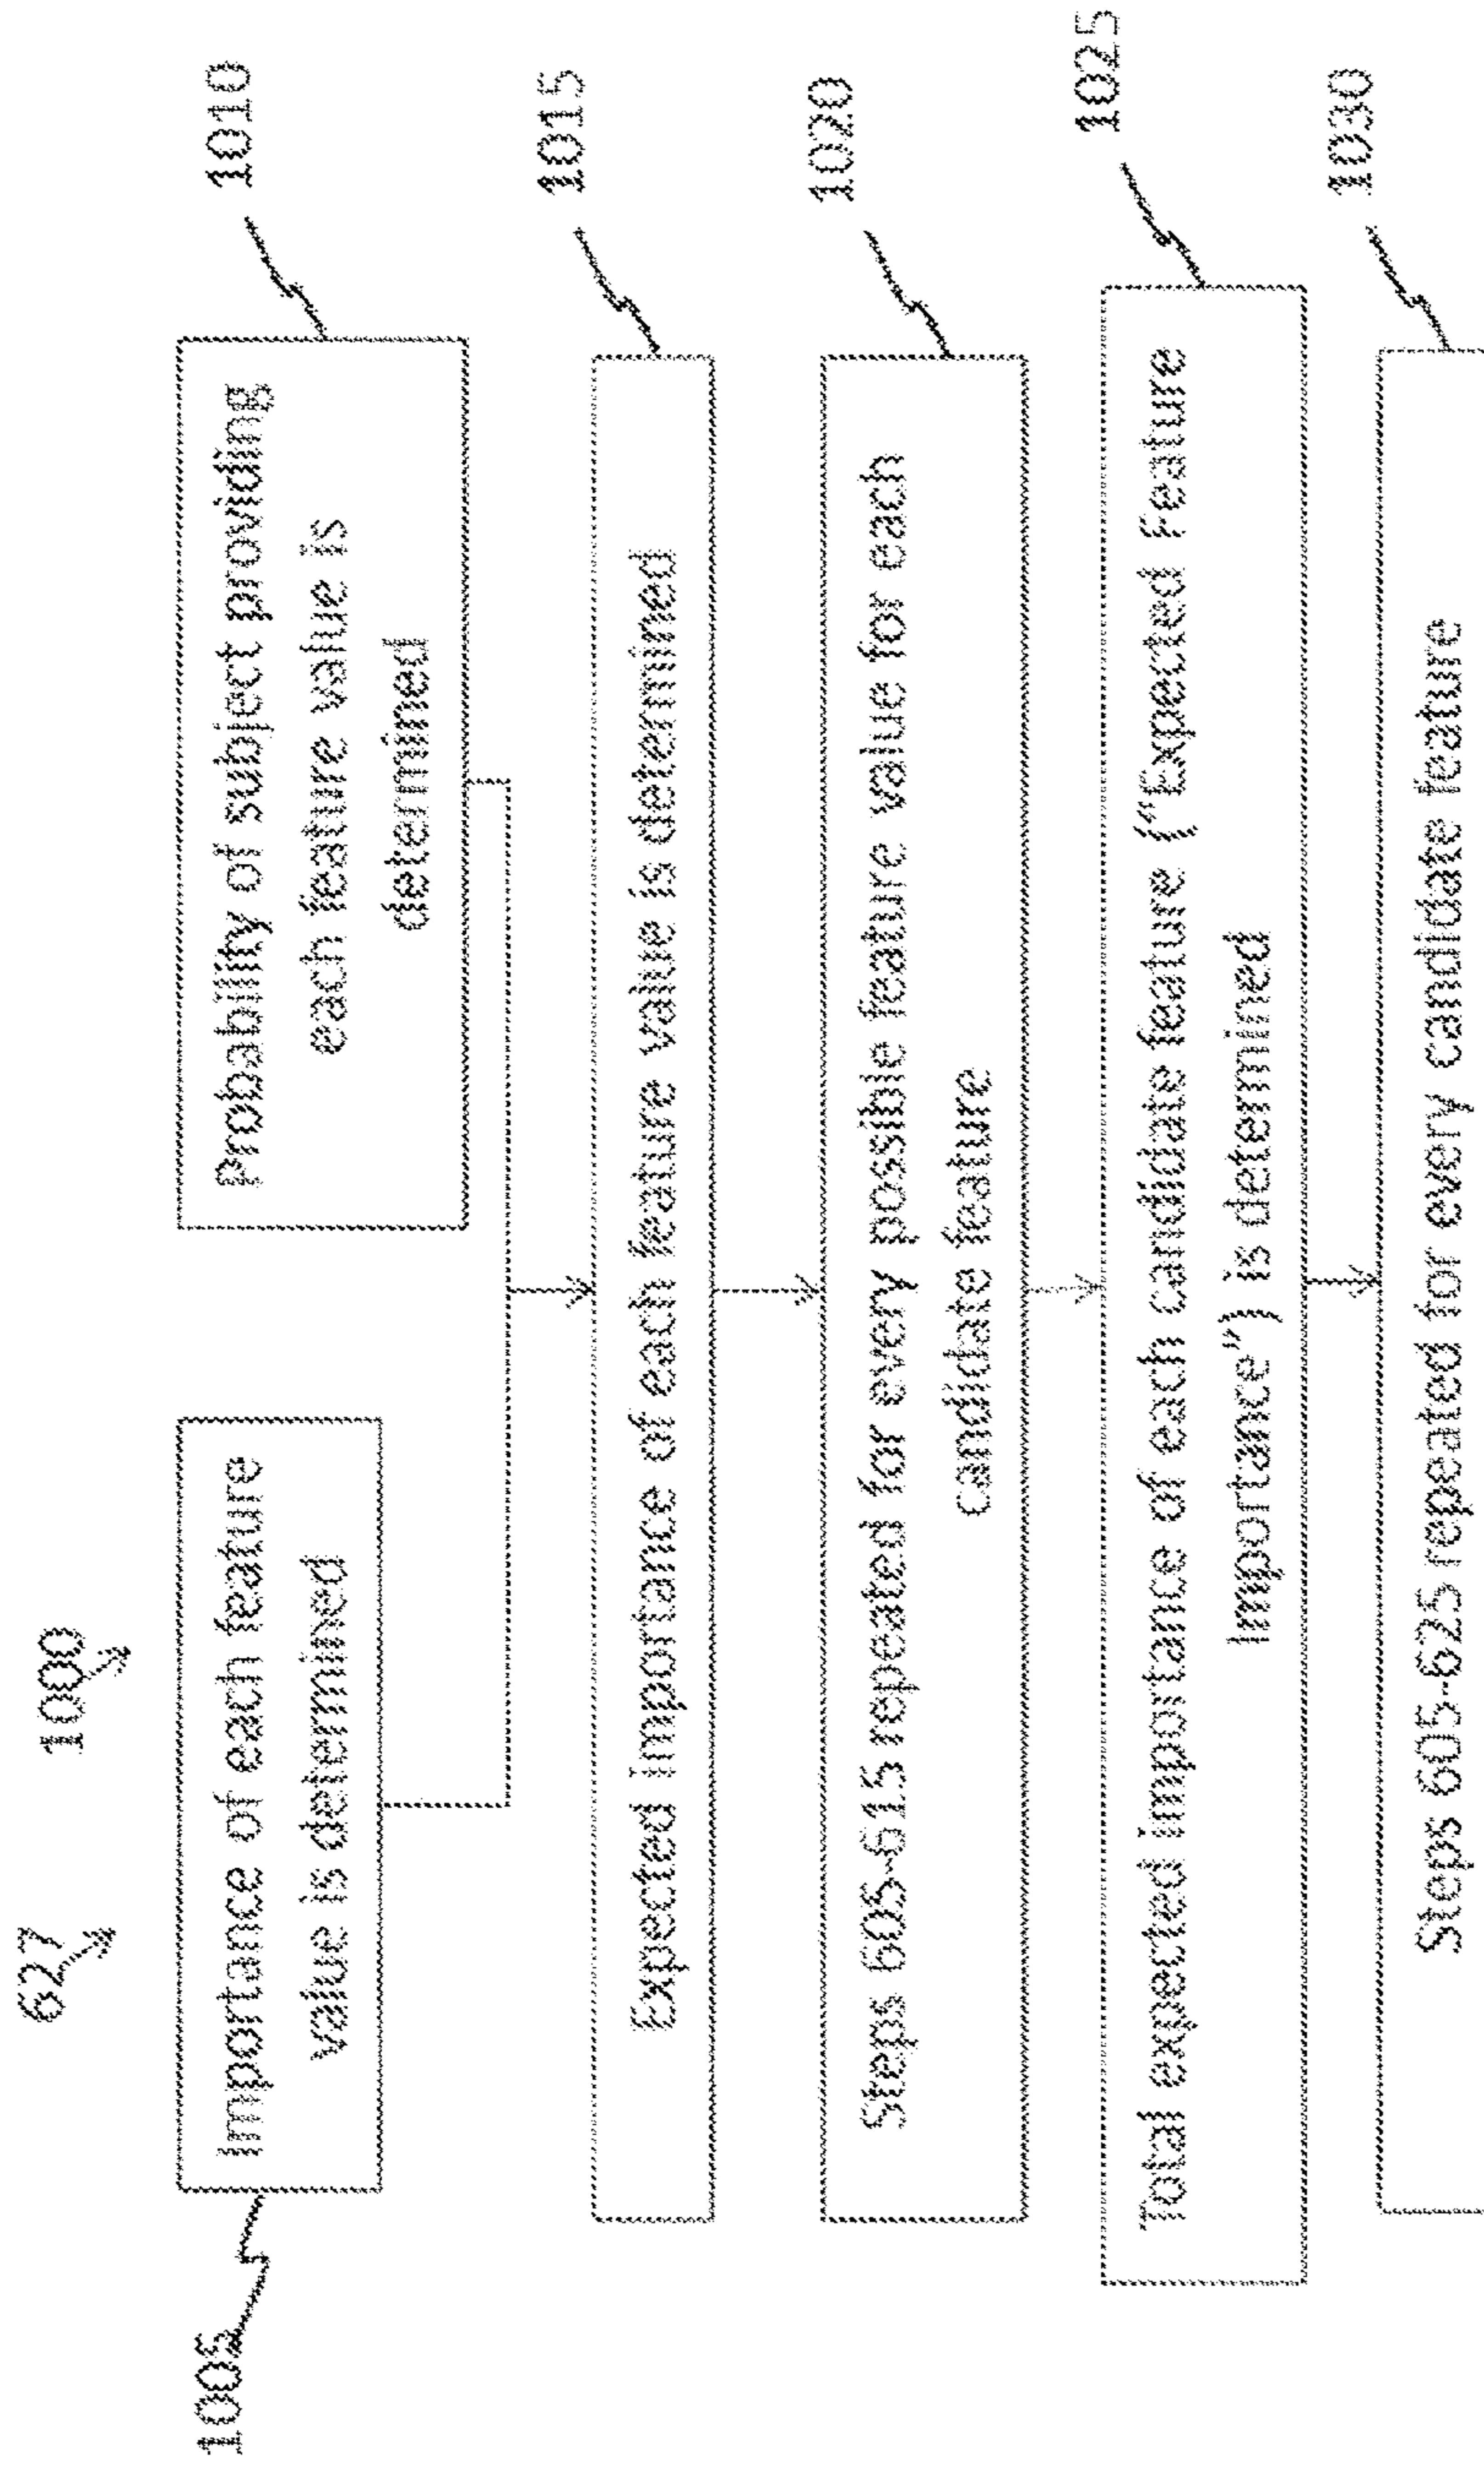 627
1000
1005
Importance of each feature
value is determined
Probability of subject providing
each feature value is
determined
1010
Expected importance of each feature value is determined
1015
Steps 605-615 repeated for every possible feature value for each
candidate feature
1020
Total expected importance of each candidate feature (“Expected Feature
Importance”) is determined
1025
Steps 605-625 repeated for every candidate feature
1030